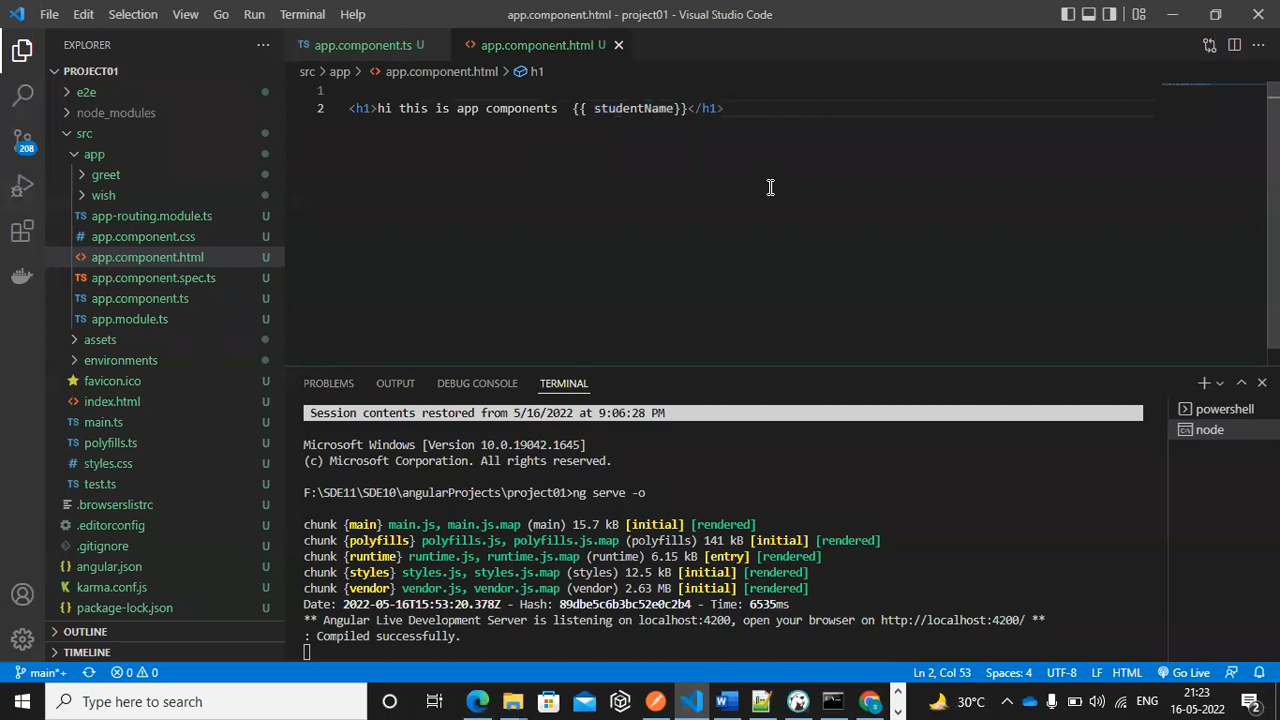 File Edit Selection View Go Run Terminal Help app.component.html - project01 - Visual Studio Code
EXPLORER
TS app.component.ts U
<> app.component.html U
src > app > <> app.component.html > h1
PROJECT01
e2e
node_modules
src
app
greet
wish
TS app-routing.module.ts U
# app.component.css U
<> app.component.html U
TS app.component.spec.ts U
TS app.component.ts U
TS app.module.ts U
assets
environments
favicon.ico U
<> index.html U
TS main.ts U
TS polyfills.ts U
# styles.css U
TS test.ts U
.browserslistrc U
.editorconfig U
.gitignore U
angular.json U
karma.conf.js U
package-lock.json U
OUTLINE
TIMELINE
208
1
2 <h1>hi this is app components {{ studentName}}</h1>
PROBLEMS OUTPUT DEBUG CONSOLE TERMINAL
powershell
node
Session contents restored from 5/16/2022 at 9:06:28 PM
Microsoft Windows [Version 10.0.19042.1645]
(c) Microsoft Corporation. All rights reserved.
F:\SDE11\SDE10\angularProjects\project01>ng serve -o
chunk {main} main.js, main.js.map (main) 15.7 kB [initial] [rendered]
chunk {polyfills} polyfills.js, polyfills.js.map (polyfills) 141 kB [initial] [rendered]
chunk {runtime} runtime.js, runtime.js.map (runtime) 6.15 kB [entry] [rendered]
chunk {styles} styles.js, styles.js.map (styles) 12.5 kB [initial] [rendered]
chunk {vendor} vendor.js, vendor.js.map (vendor) 2.63 MB [initial] [rendered]
Date: 2022-05-16T15:53:20.378Z - Hash: 89dbe5c6b3bc52e0c2b4 - Time: 6535ms
** Angular Live Development Server is listening on localhost:4200, open your browser on http://localhost:4200/ **
: Compiled successfully.
main*+ 0 0 Ln 2, Col 53 Spaces: 4 UTF-8 LF HTML Go Live
Type here to search
30°C ENG 21:23
16-05-2022
2